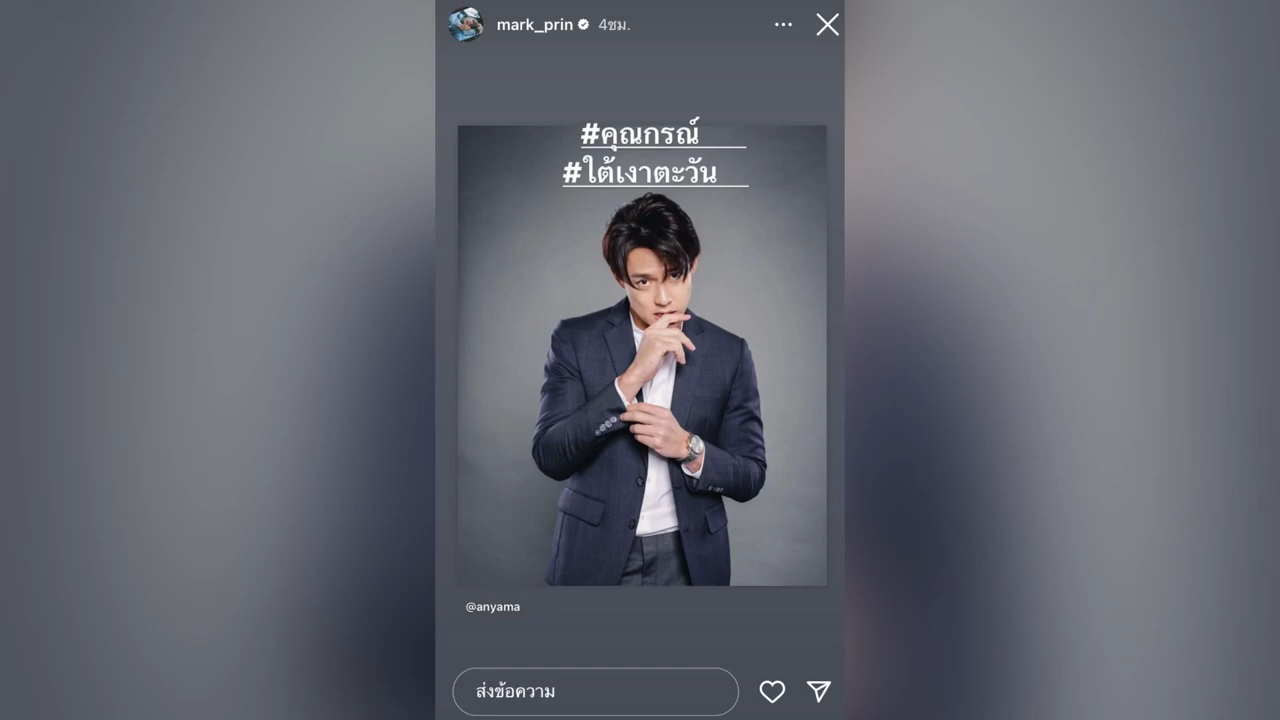 mark_prin 4ชม.
#คุณกรณ์
#ใต้เงาตะวัน
@anyama
ส่งข้อความ